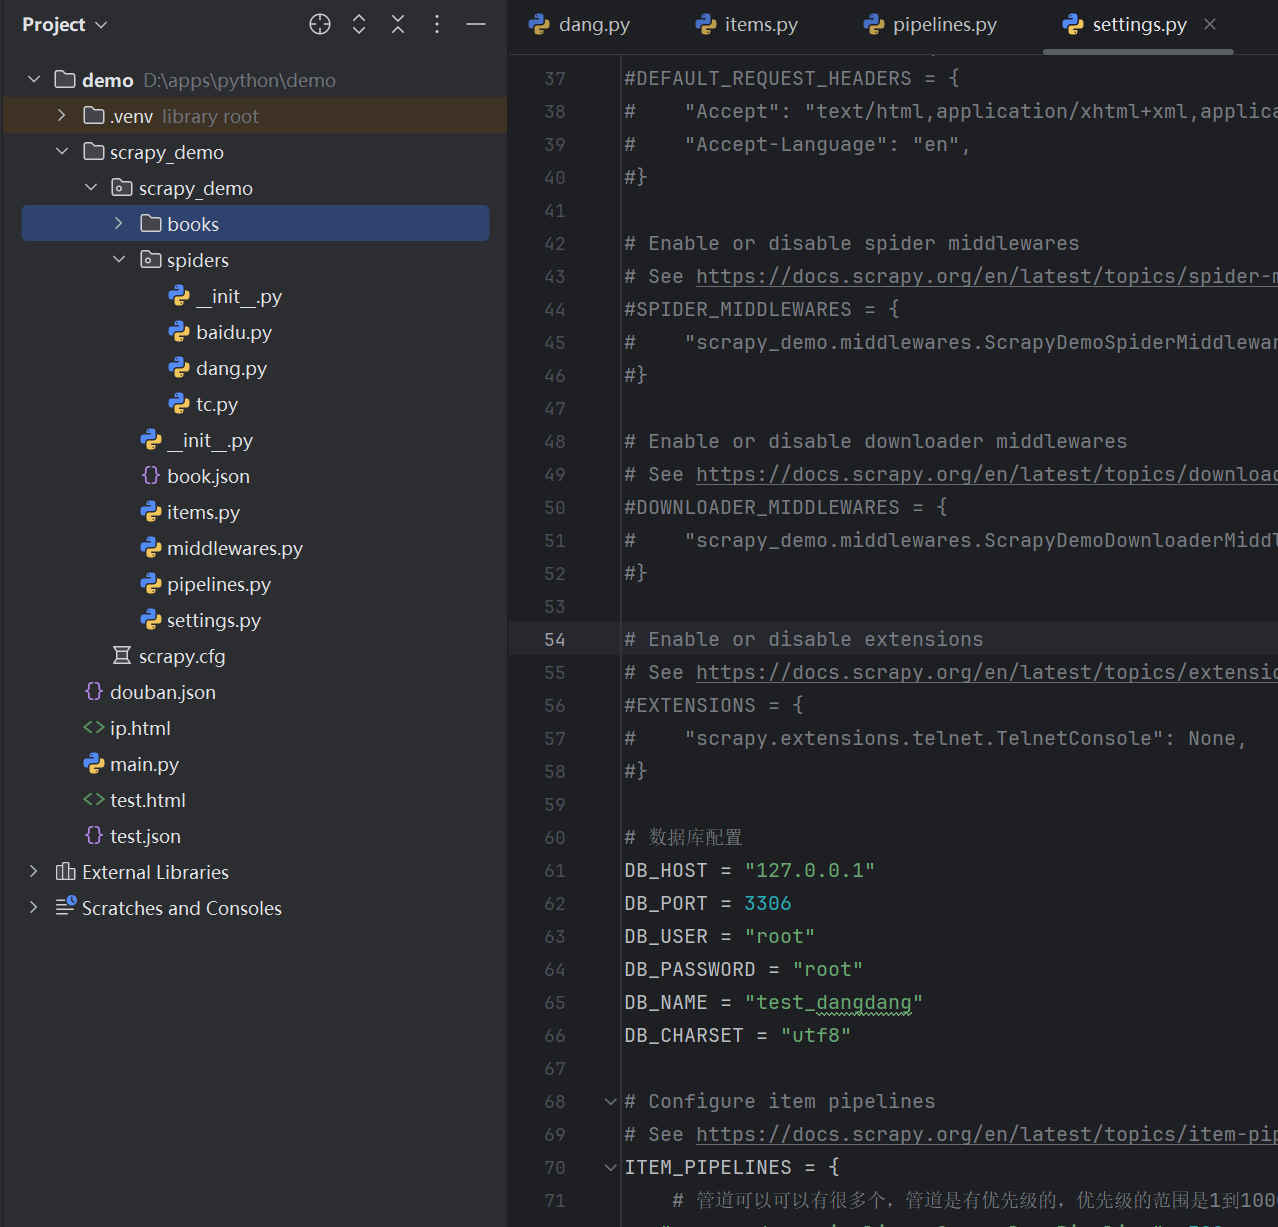 Project
demo D:\apps\python\demo
.venv library root
scrapy_demo
scrapy_demo
books
spiders
__init__.py
baidu.py
dang.py
tc.py
__init__.py
book.json
items.py
middlewares.py
pipelines.py
settings.py
scrapy.cfg
douban.json
ip.html
main.py
test.html
test.json
External Libraries
Scratches and Consoles
dang.py items.py pipelines.py settings.py
37 #DEFAULT_REQUEST_HEADERS = {
38 #    "Accept": "text/html,application/xhtml+xml,applica
39 #    "Accept-Language": "en",
40 #}
41
42 # Enable or disable spider middlewares
43 # See https://docs.scrapy.org/en/latest/topics/spider-m
44 #SPIDER_MIDDLEWARES = {
45 #    "scrapy_demo.middlewares.ScrapyDemoSpiderMiddlewar
46 #}
47
48 # Enable or disable downloader middlewares
49 # See https://docs.scrapy.org/en/latest/topics/download
50 #DOWNLOADER_MIDDLEWARES = {
51 #    "scrapy_demo.middlewares.ScrapyDemoDownloaderMiddl
52 #}
53
54 # Enable or disable extensions
55 # See https://docs.scrapy.org/en/latest/topics/extensio
56 #EXTENSIONS = {
57 #    "scrapy.extensions.telnet.TelnetConsole": None,
58 #}
59
60 # 数据库配置
61 DB_HOST = "127.0.0.1"
62 DB_PORT = 3306
63 DB_USER = "root"
64 DB_PASSWORD = "root"
65 DB_NAME = "test_dangdang"
66 DB_CHARSET = "utf8"
67
68 # Configure item pipelines
69 # See https://docs.scrapy.org/en/latest/topics/item-pip
70 ITEM_PIPELINES = {
71     # 管道可以可以有很多个，管道是有优先级的，优先级的范围是1到100